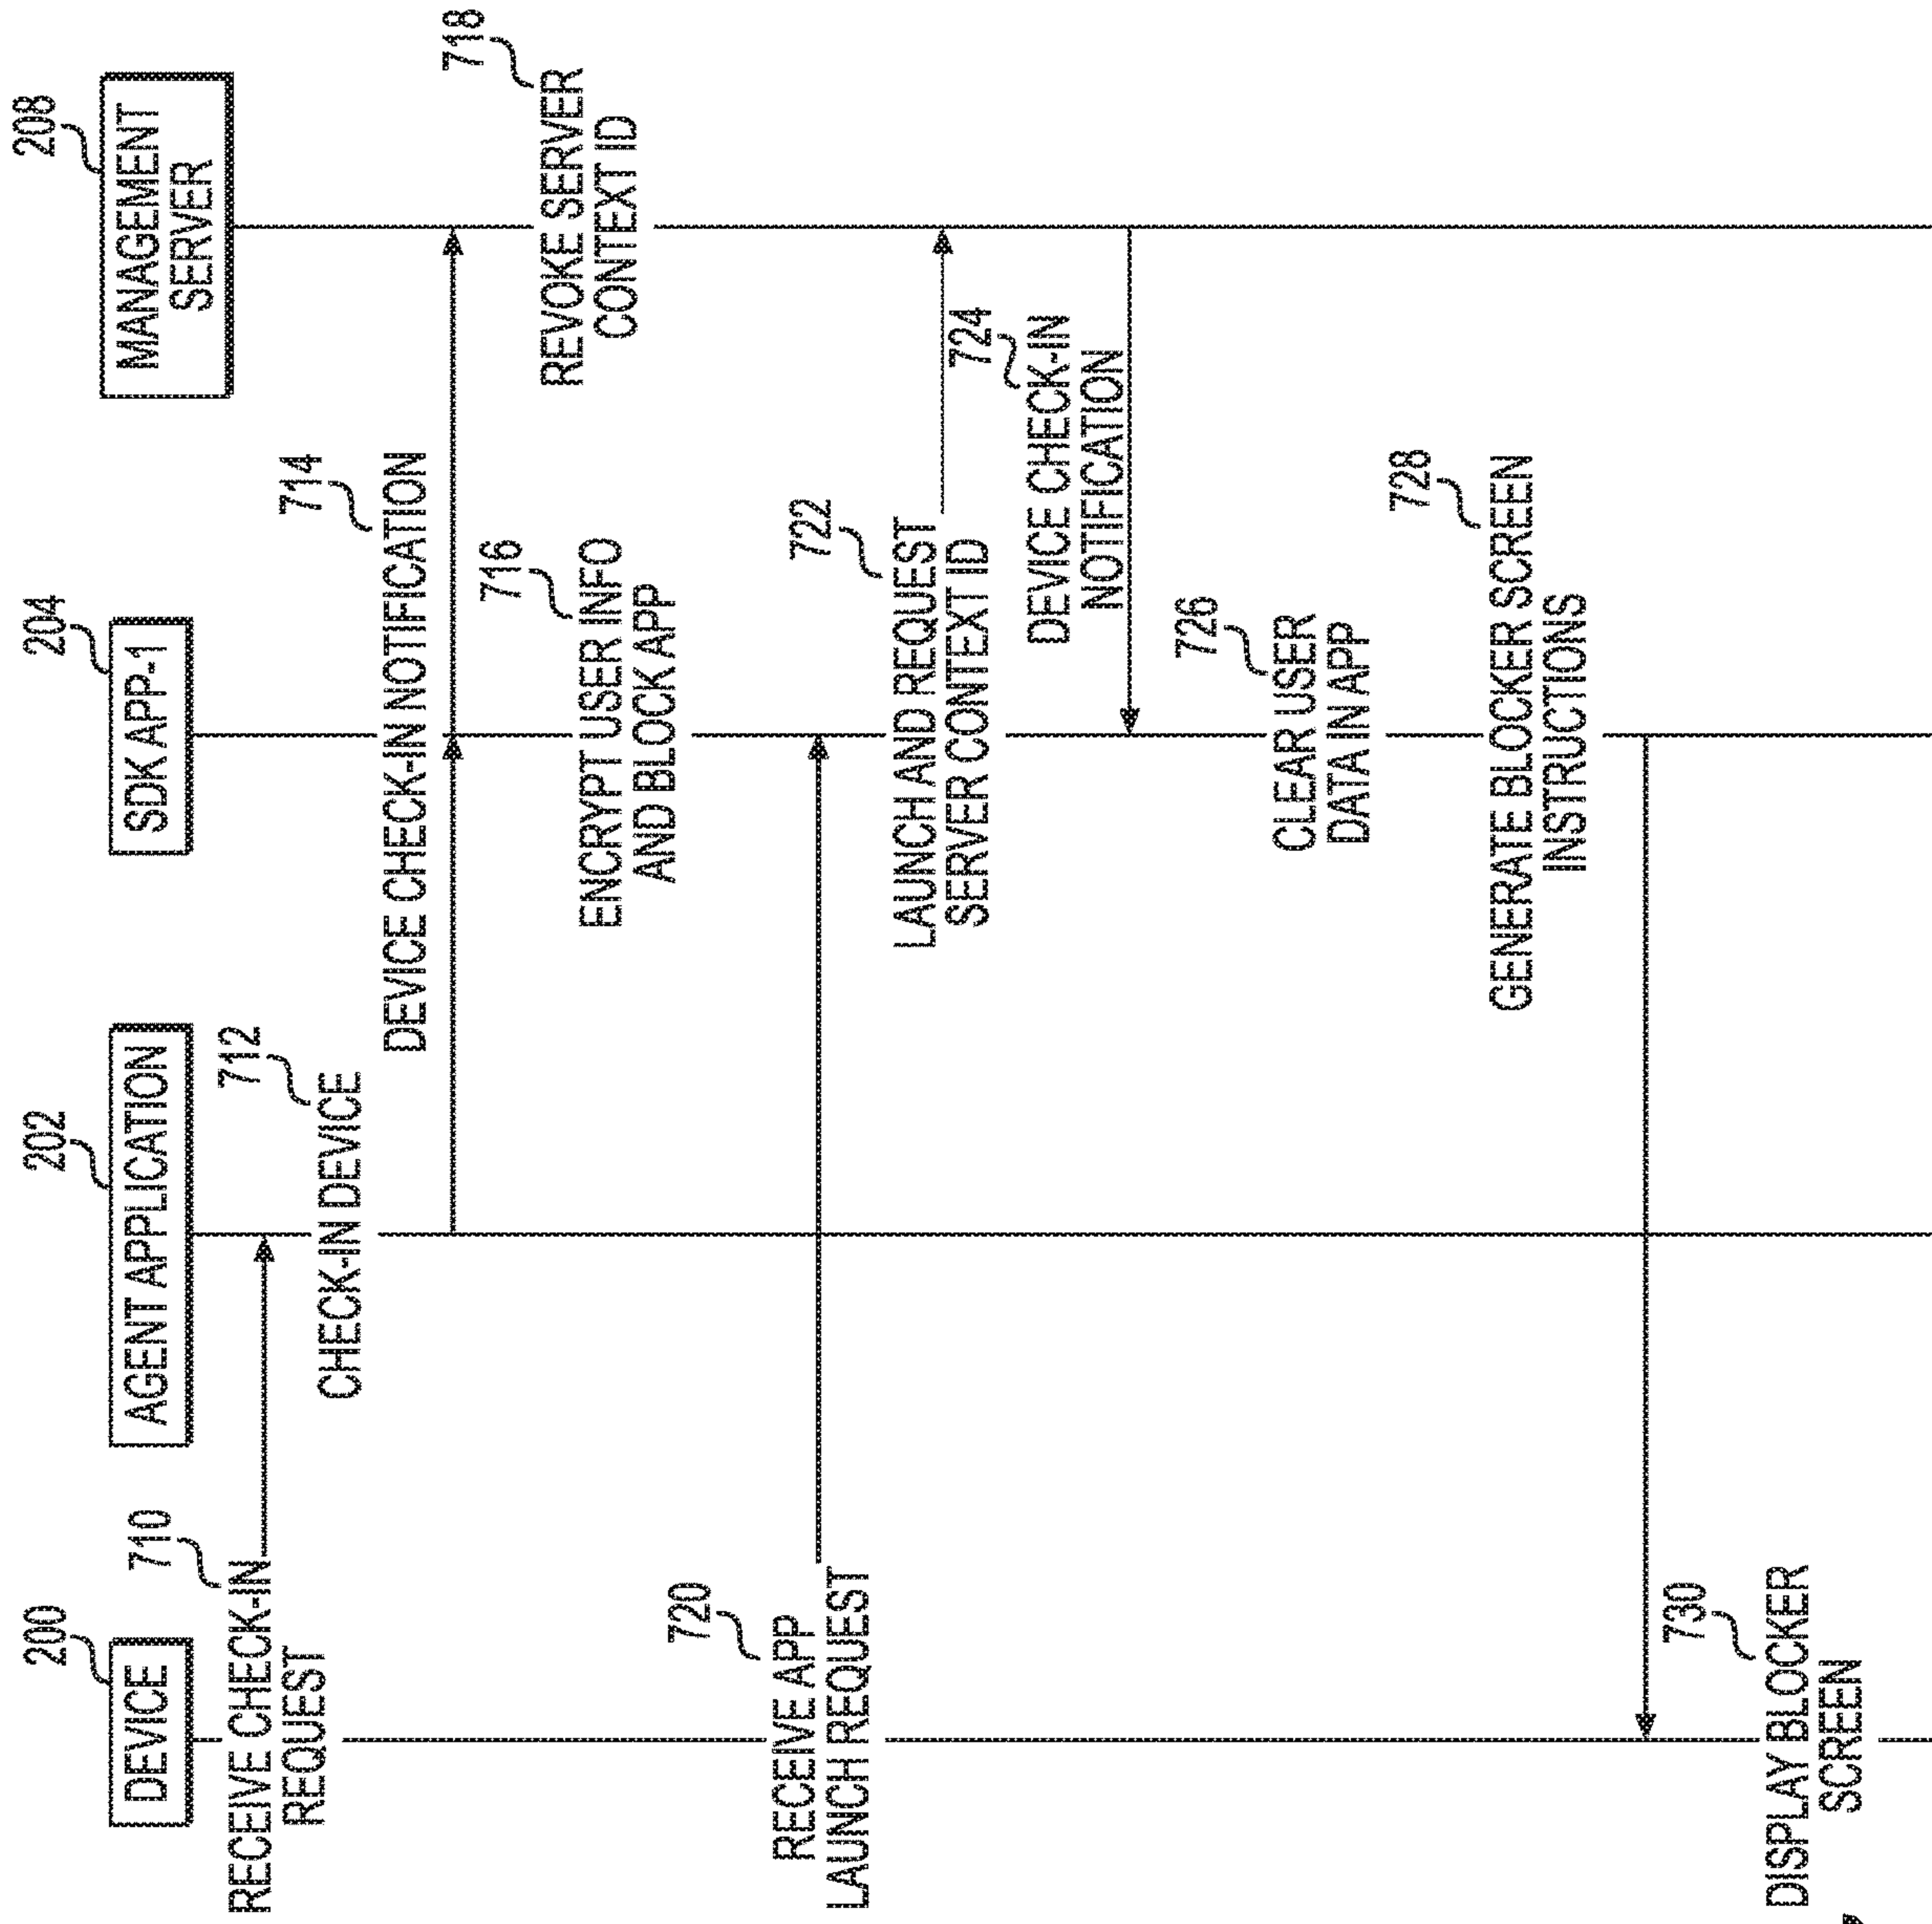 200
DEVICE
202
AGENT APPLICATION
204
SDK APP-1
208
MANAGEMENT
SERVER
710
RECEIVE CHECK-IN
REQUEST
712
CHECK-IN DEVICE
714
DEVICE CHECK-IN NOTIFICATION
716
ENCRYPT USER INFO
AND BLOCK APP
718
REVOKE SERVER
CONTEXT ID
720
RECEIVE APP
LAUNCH REQUEST
722
LAUNCH AND REQUEST
SERVER CONTEXT ID
724
DEVICE CHECK-IN
NOTIFICATION
726
CLEAR USER
DATA IN APP
728
GENERATE BLOCKER SCREEN
INSTRUCTIONS
730
DISPLAY BLOCKER
SCREEN